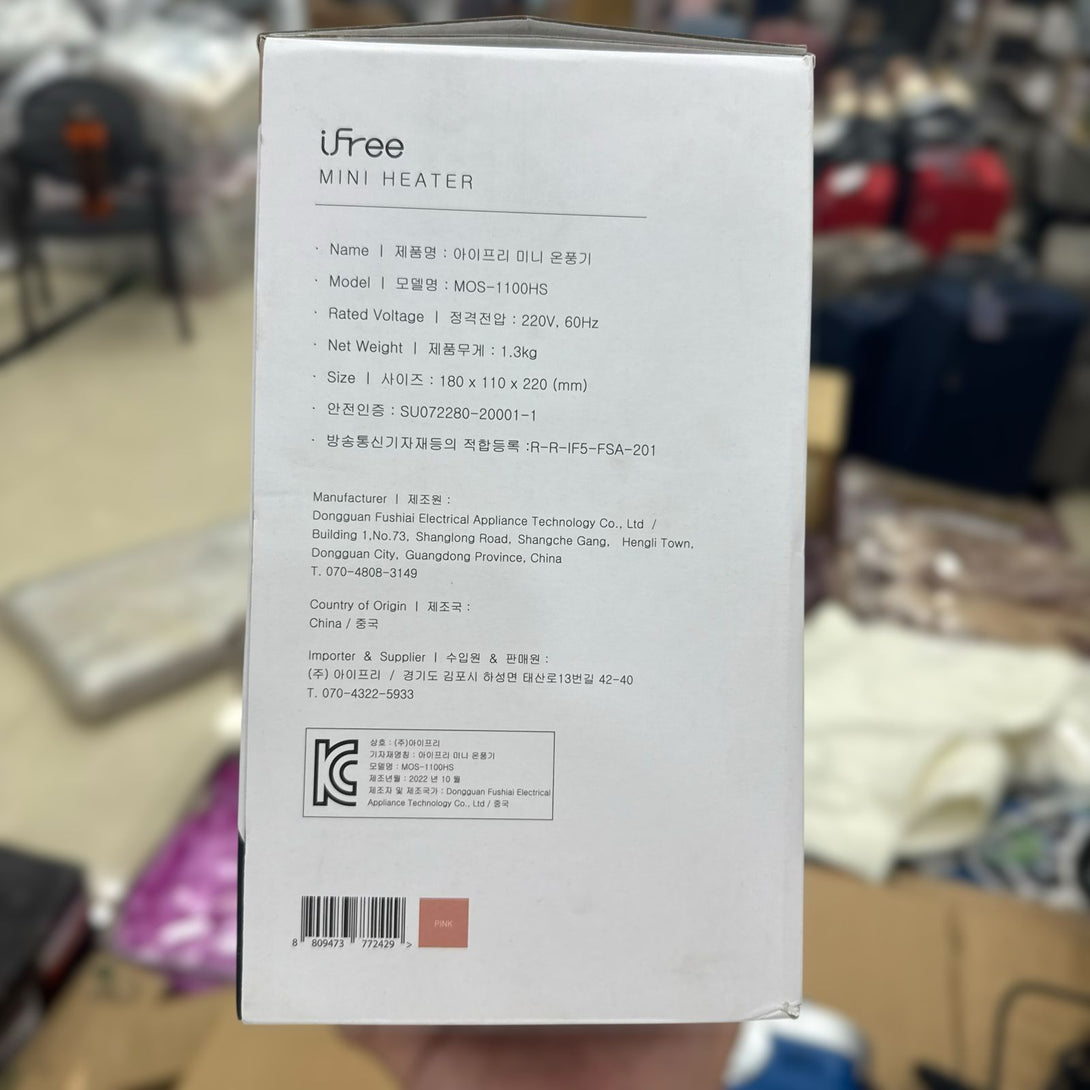 ifree
MINI HEATER
· Name | 제품명 : 아이프리 미니 온풍기
· Model | 모델명 : MOS-1100HS
· Rated Voltage | 정격전압 : 220V, 60Hz
· Net Weight | 제품무게 : 1.3kg
· Size | 사이즈 : 180 x 110 x 220 (mm)
· 안전인증 : SU072280-20001-1
· 방송통신기자재등의 적합등록 :R-R-IF5-FSA-201
Manufacturer | 제조원 :
Dongguan Fushiai Electrical Appliance Technology Co., Ltd /
Building 1,No.73, Shanglong Road, Shangche Gang, Hengli Town,
Dongguan City, Guangdong Province, China
T. 070-4808-3149
Country of Origin | 제조국 :
China / 중국
Importer & Supplier | 수입원 & 판매원 :
(주) 아이프리 / 경기도 김포시 하성면 태산로13번길 42-40
T. 070-4322-5933
KC
상호 : (주)아이프리
기자재명칭 : 아이프리 미니 온풍기
모델명 : MOS-1100HS
제조년월 : 2022 년 10 월
제조자 및 제조국가 : Dongguan Fushiai Electrical
Appliance Technology Co., Ltd / 중국
PINK
8 809473 772429 >